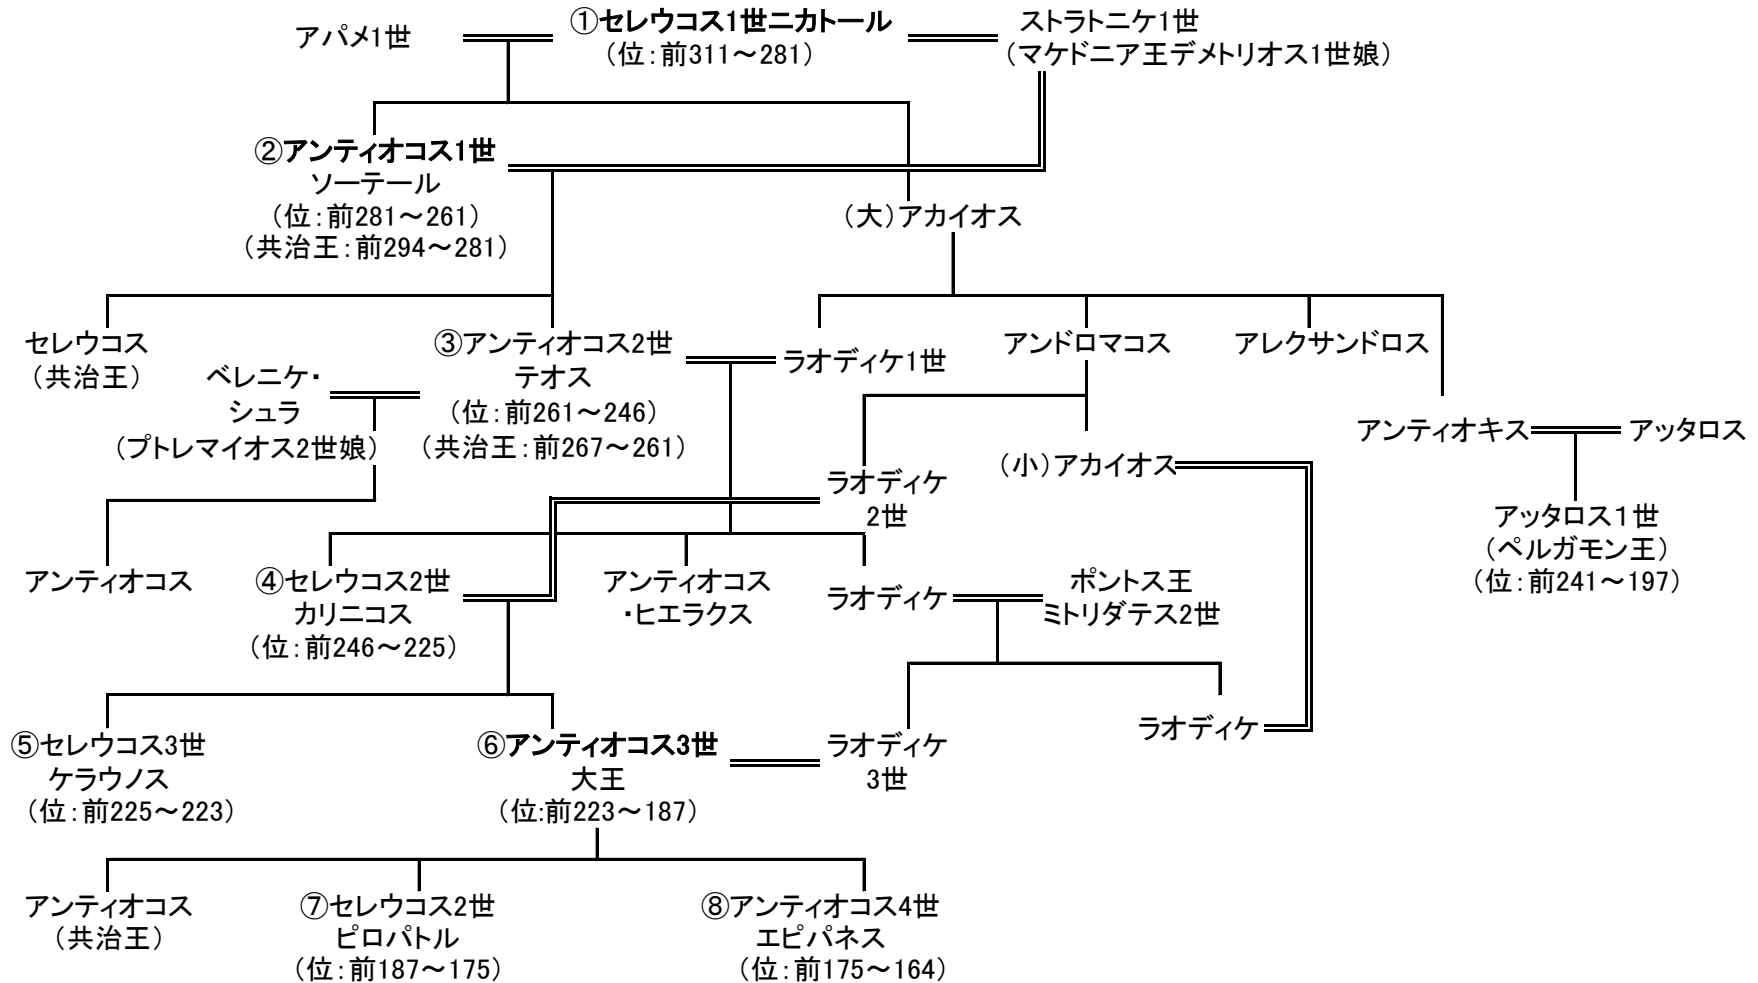 アパメ1世
①セレウコス1世ニカトール
（位：前311～281）
ストラトニケ1世
（マケドニア王デメトリオス1世娘）
②アンティオコス1世
ソーテール
（位：前281～261）
（共治王：前294～281）
（大）アカイオス
セレウコス
（共治王）
ベレニケ・
シュラ
（プトレマイオス2世娘）
③アンティオコス2世
テオス
（位：前261～246）
（共治王：前267～261）
ラオディケ1世
アンドロマコス
アレクサンドロス
アンティオキス
アッタロス
ラオディケ
2世
（小）アカイオス
アッタロス１世
（ペルガモン王）
（位：前241～197）
アンティオコス
④セレウコス2世
カリニコス
（位：前246～225）
アンティオコス
・ヒエラクス
ラオディケ
ポントス王
ミトリダテス2世
⑤セレウコス3世
ケラウノス
（位：前225～223）
⑥アンティオコス3世
大王
（位:前223～187）
ラオディケ
3世
ラオディケ
アンティオコス
（共治王）
⑦セレウコス2世
ピロパトル
（位：前187～175）
⑧アンティオコス4世
エピパネス
（位：前175～164）